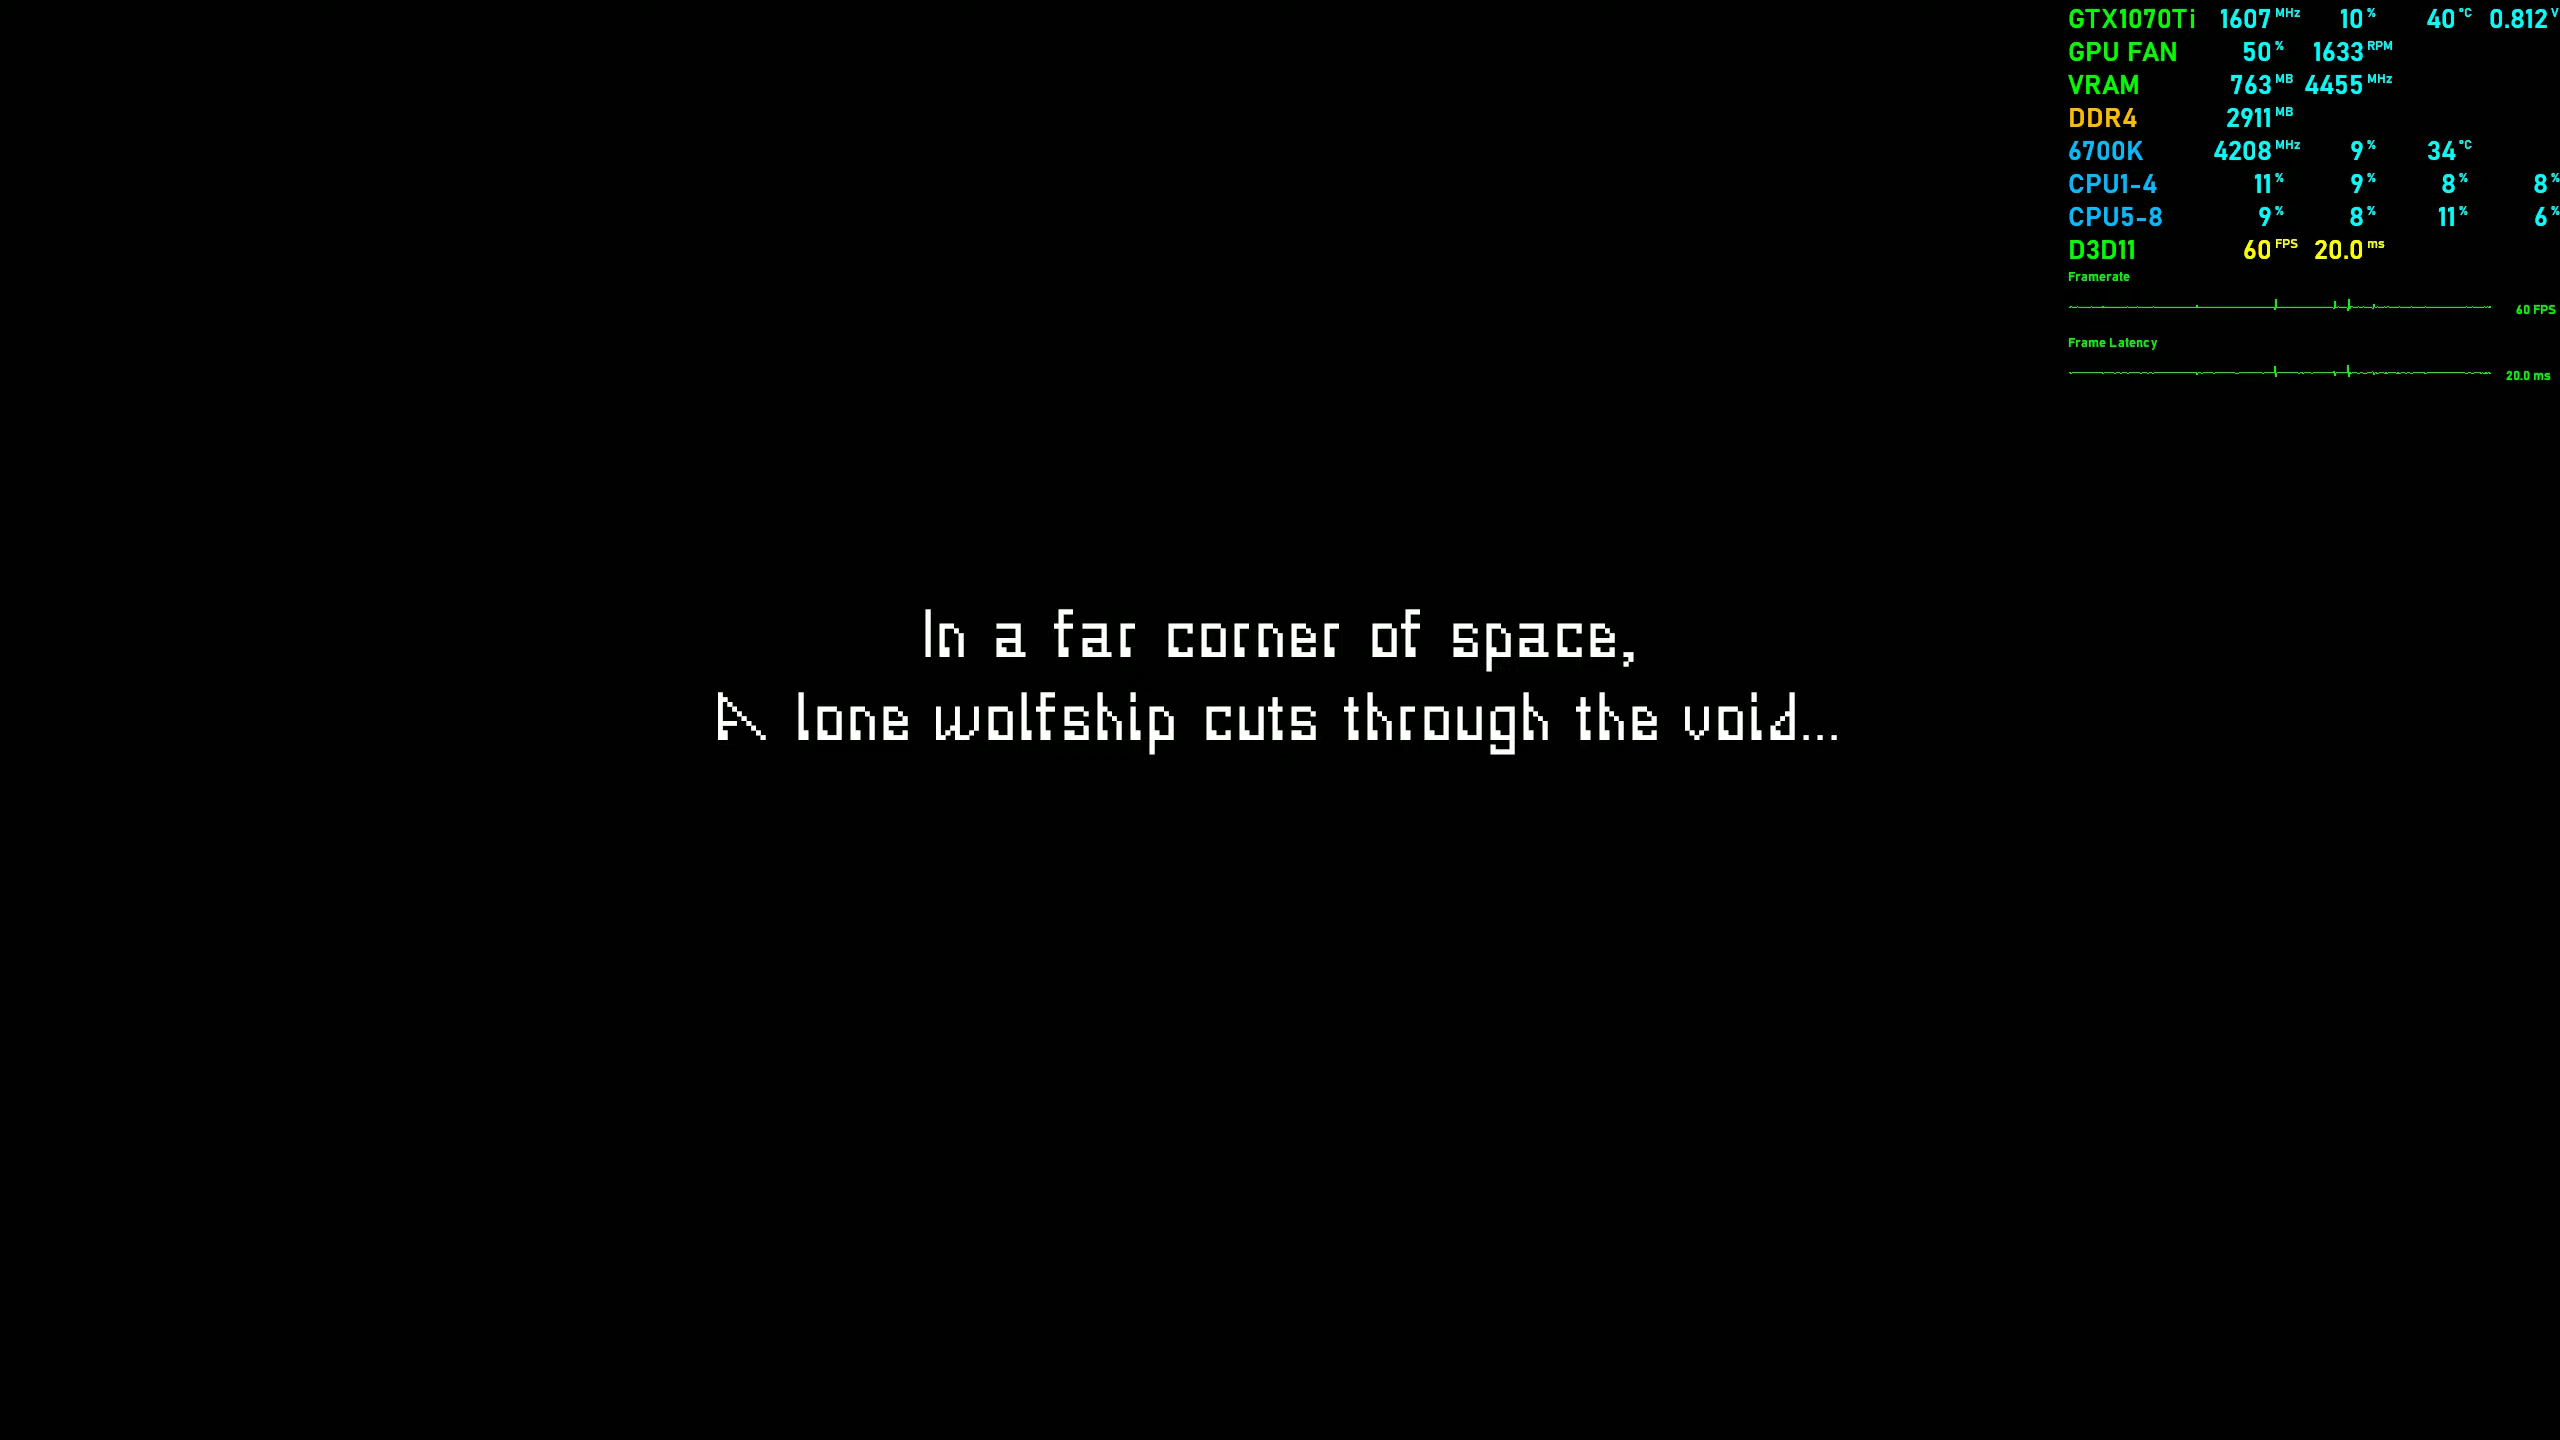 GTX1070Ti 1607 MHz 10 % 40 °C 0.812 V
GPU FAN 50 % 1633 RPM
VRAM 763 MB 4455 MHz
DDR4 2911 MB
6700K 4208 MHz 9 % 34 °C
CPU1-4 11 % 9 % 8 % 8 %
CPU5-8 9 % 8 % 11 % 6 %
D3D11 60 FPS 20.0 ms
Framerate
60 FPS
Frame Latency
20.0 ms
In a far corner of space,
A lone wolfship cuts through the void...